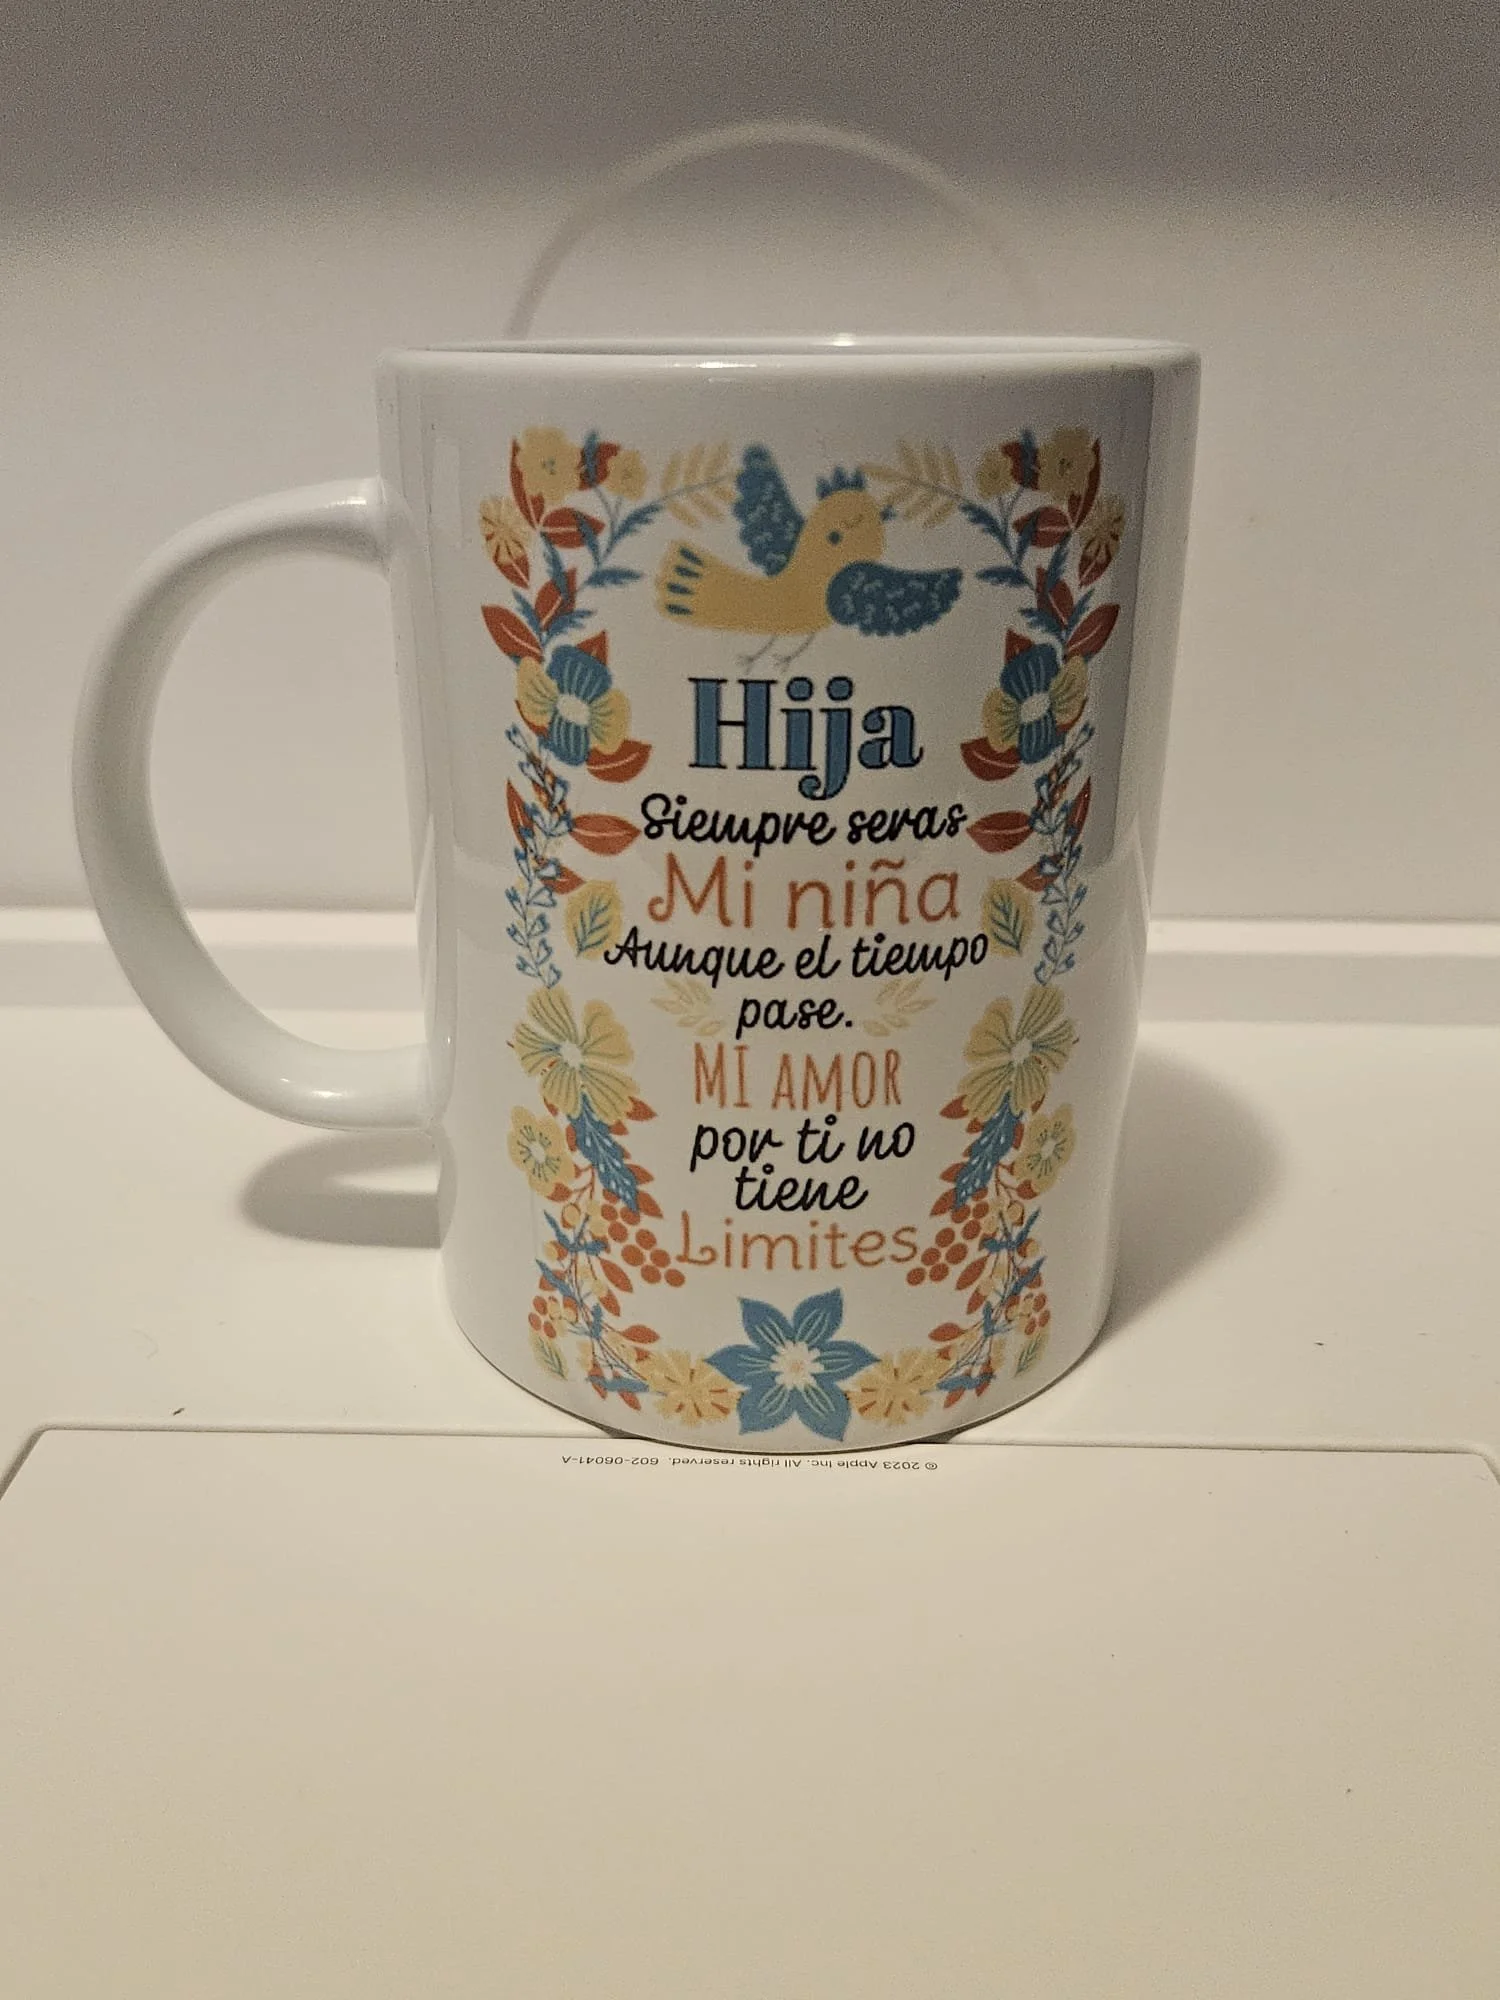 Hija
Siempre seras
Mi niña
Aunque el tiempo
pase.
MI AMOR
por ti no
tiene
Limites
© 2023 Apple Inc. All rights reserved. 602-06041-A